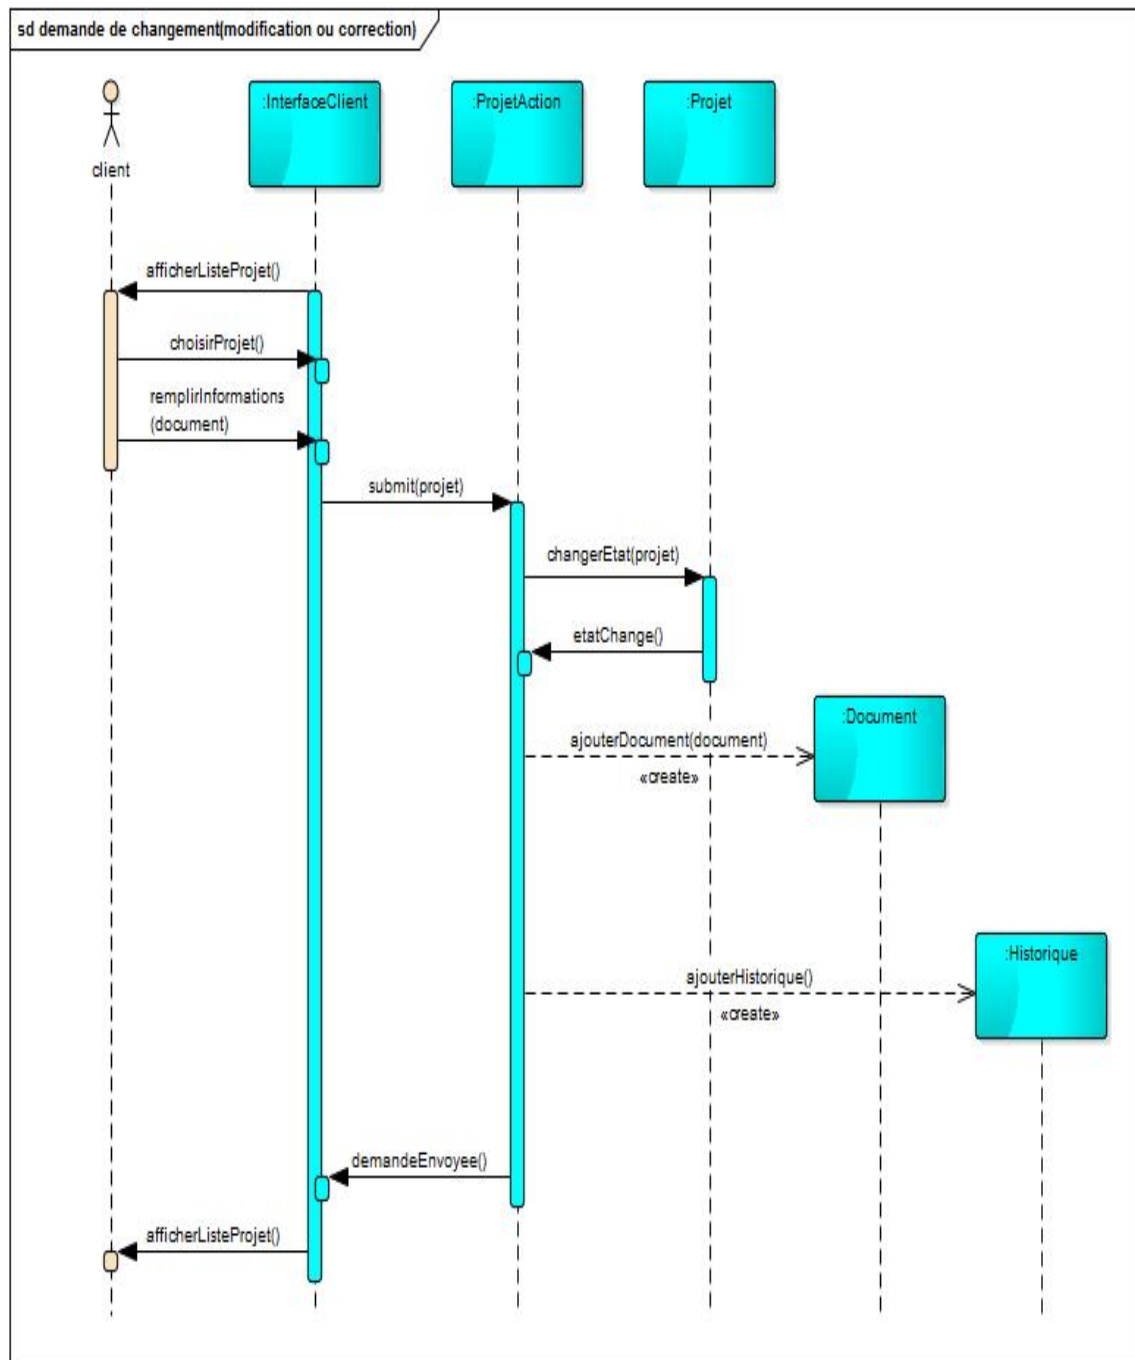 sd demande de changement(modification ou correction)
:InterfaceClient
:ProjetAction
:Projet
client
afficherListeProjet()
choisirProjet()
remplirInformations
(document)
submit(projet)
changerEtat(projet)
etatChange()
:Document
ajouterDocument(document)
«create»
:Historique
ajouterHistorique()
«create»
demandeEnvoyee()
afficherListeProjet()